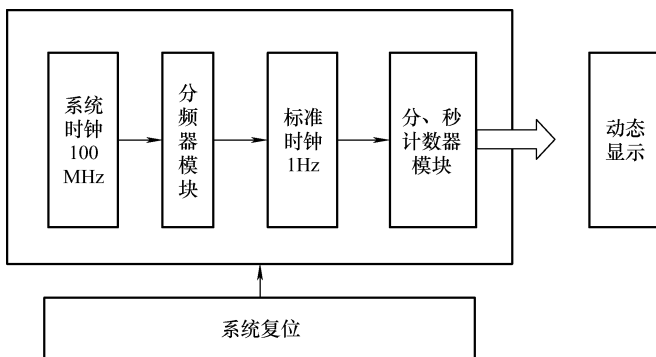 系统
时钟
100
MHz
分
频
器
模
块
标准
时钟
1Hz
分、秒
计数器
模块
动态
显示
系统复位